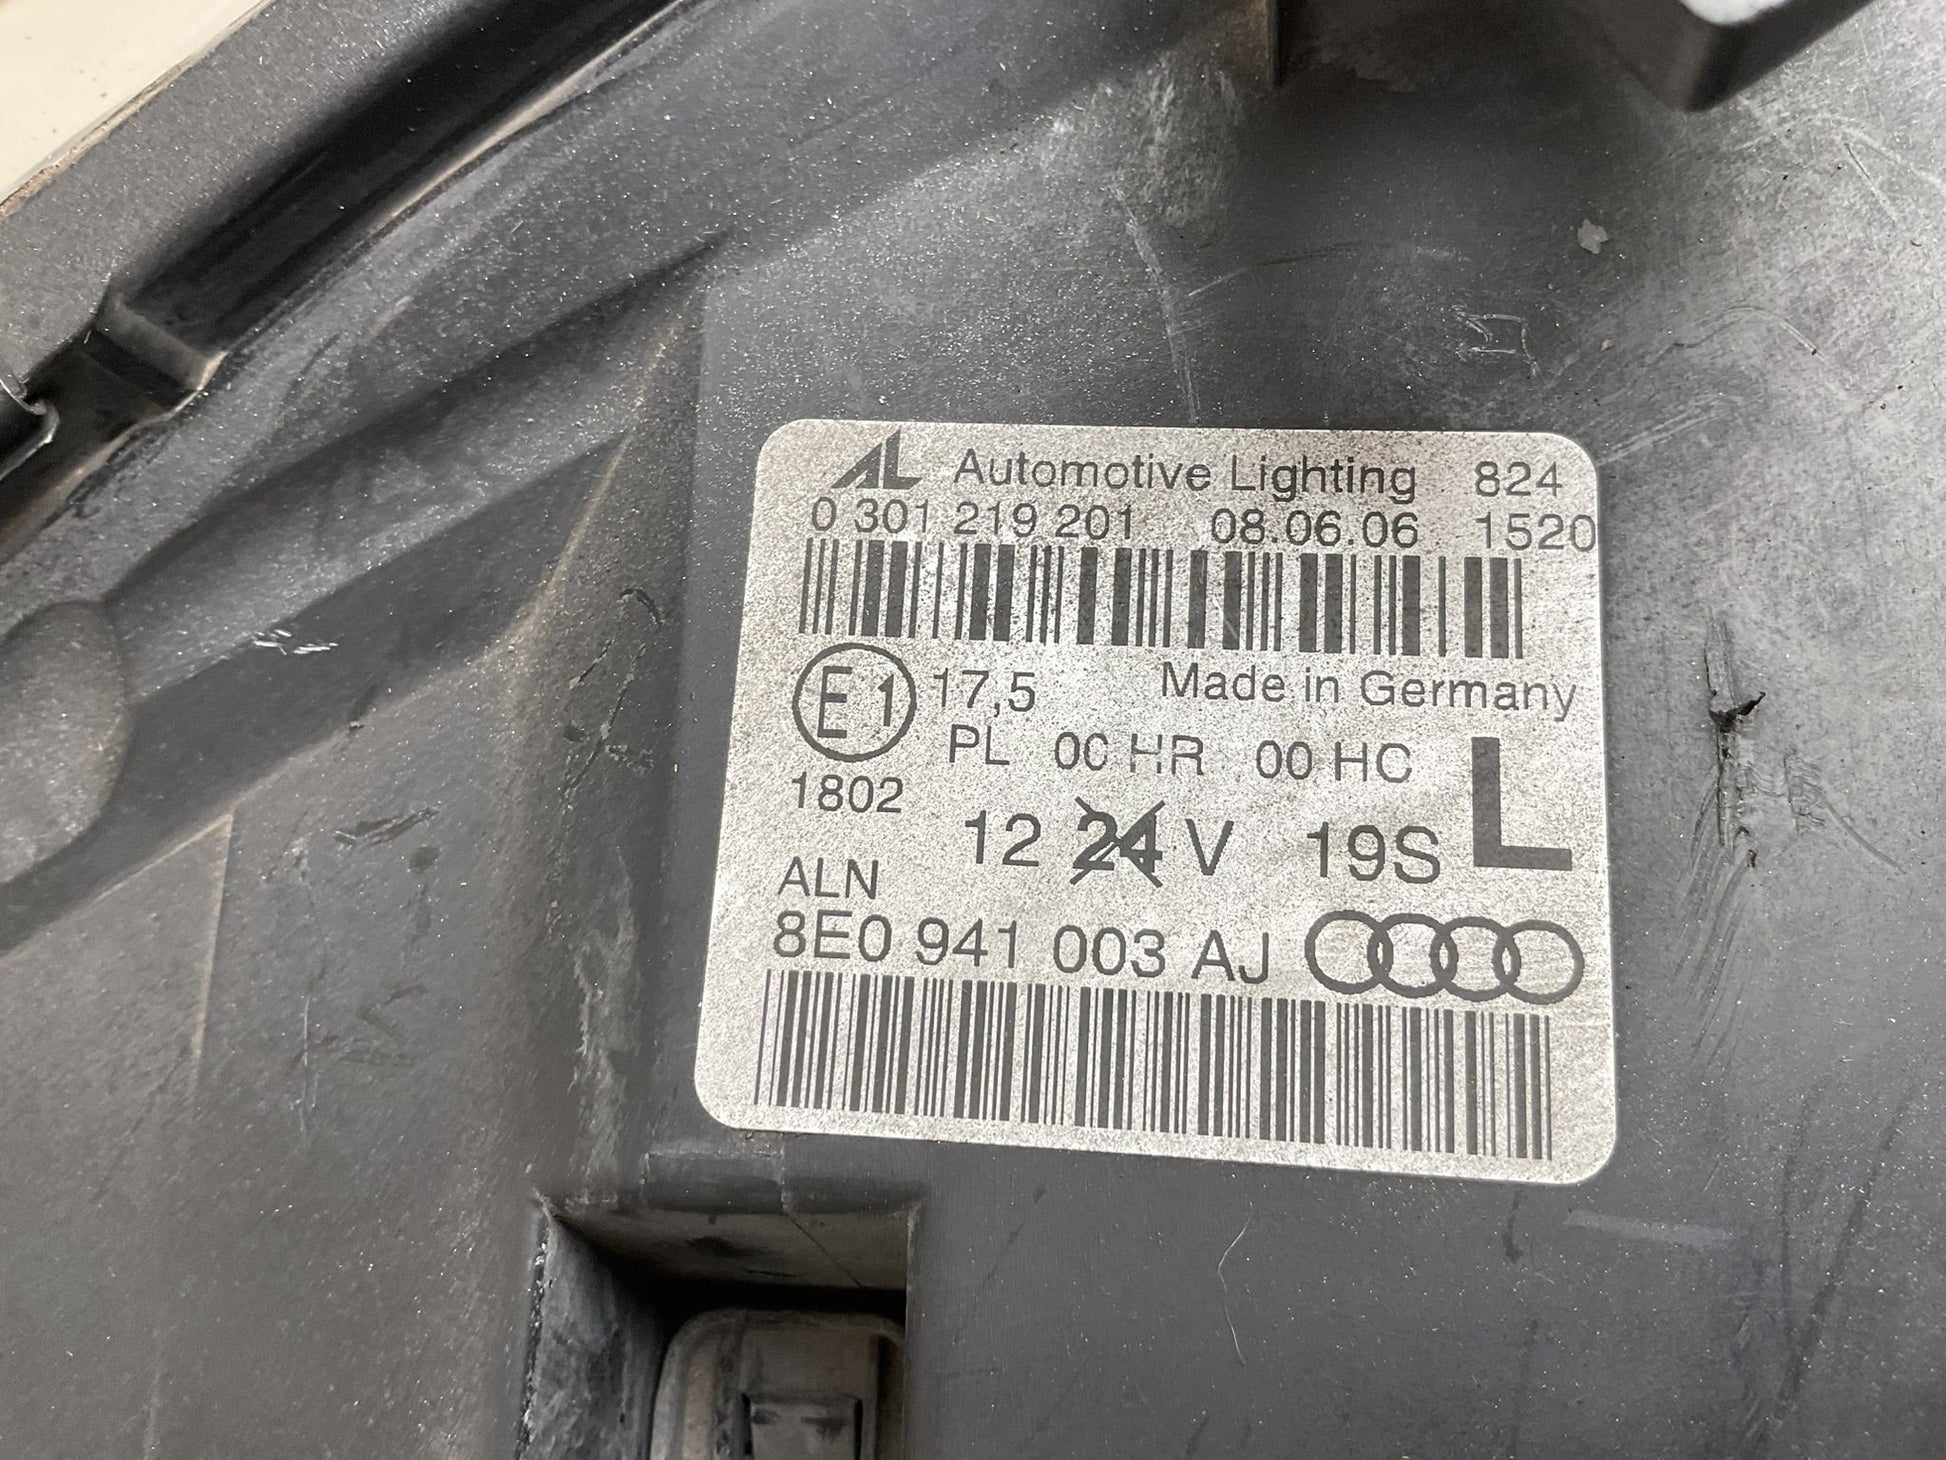 AL Automotive Lighting 824
0 301 219 201 08.06.06 1520
E1 17,5 Made in Germany
PL 00 HR 00 HC L
1802
12 24 V 19S
ALN
8E0 941 003 AJ